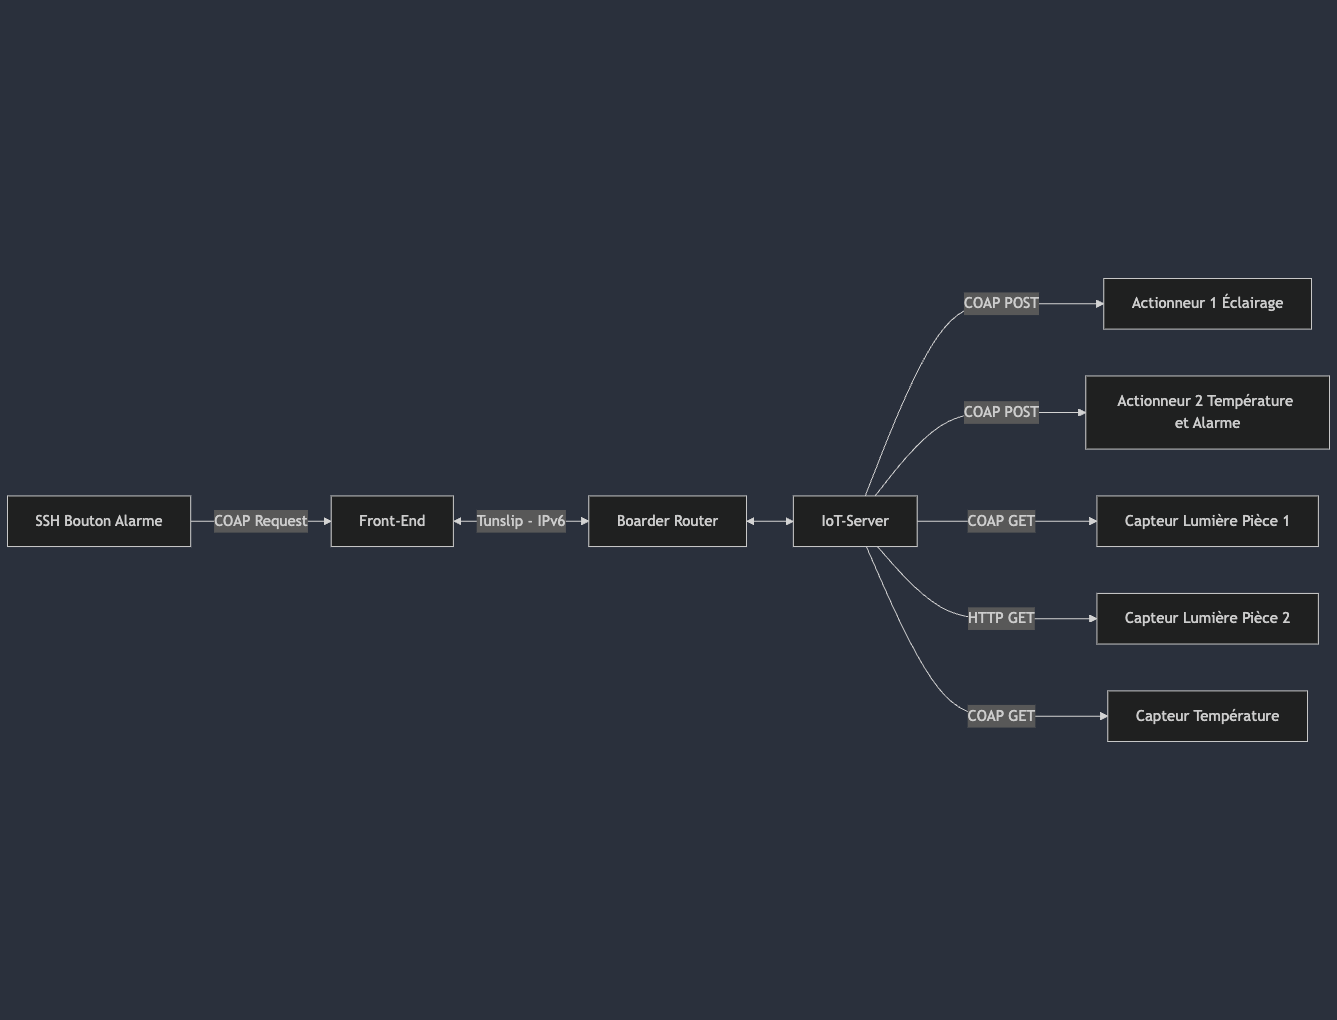 COAP POST
Actionneur 1 Éclairage
COAP POST
Actionneur 2 Température
et Alarme
SSH Bouton Alarme
COAP Request
Front-End
Tunslip - IPv6
Boarder Router
IoT-Server
COAP GET
Capteur Lumière Pièce 1
HTTP GET
Capteur Lumière Pièce 2
COAP GET
Capteur Température